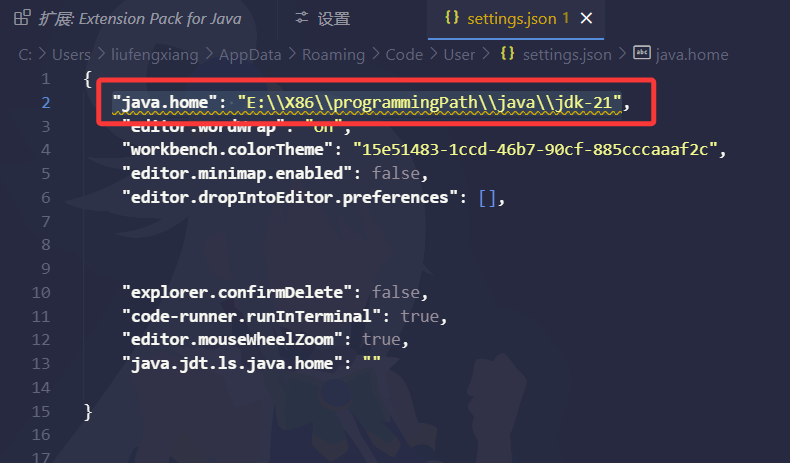 扩展: Extension Pack for Java 设置 {} settings.json 1 ×
C: > Users > liufengxiang > AppData > Roaming > Code > User > {} settings.json > abc java.home
1 {
2 "java.home": "E:\\X86\\programmingPath\\java\\jdk-21",
3 "editor.wordWrap": "on",
4 "workbench.colorTheme": "15e51483-1ccd-46b7-90cf-885cccaaaf2c",
5 "editor.minimap.enabled": false,
6 "editor.dropIntoEditor.preferences": [],
7
8
9
10 "explorer.confirmDelete": false,
11 "code-runner.runInTerminal": true,
12 "editor.mouseWheelZoom": true,
13 "java.jdt.ls.java.home": ""
14
15 }